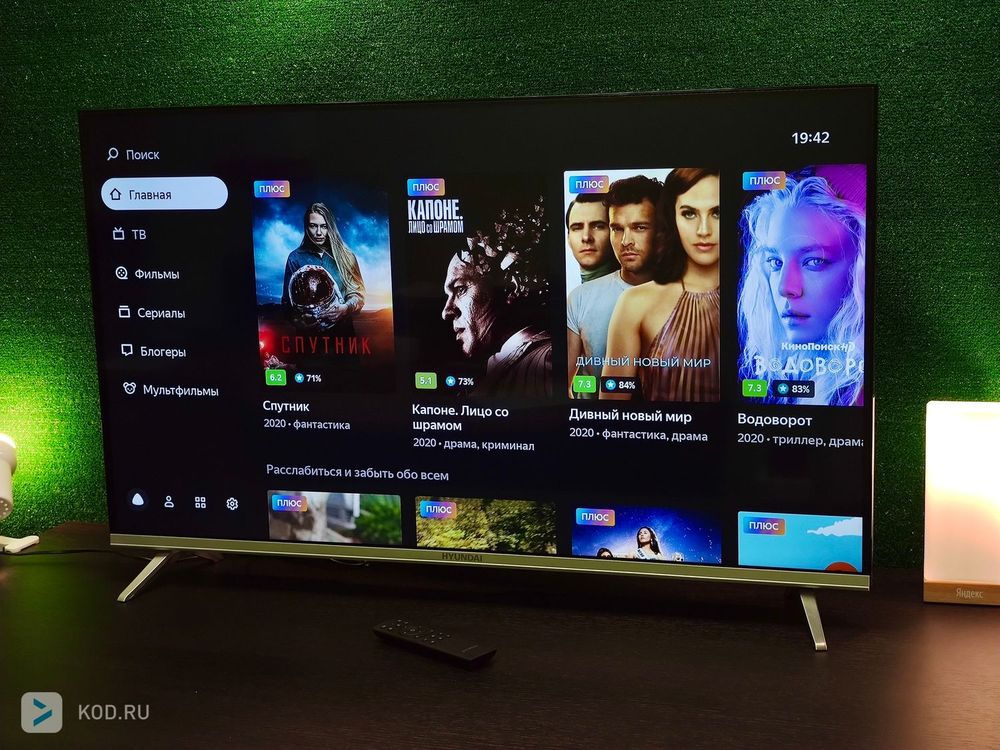 19:42
Поиск
Главная
ТВ
Фильмы
Сериалы
Блогеры
Мультфильмы
ПЛЮС
СПУТНИК
6.2 71%
Спутник
2020 • фантастика
ПЛЮС
КАПОНЕ.
ЛИЦО СО ШРАМОМ
5.1 73%
Капоне. Лицо со
шрамом
2020 • драма, криминал
ПЛЮС
ДИВНЫЙ НОВЫЙ МИР
7.3 84%
Дивный новый мир
2020 • фантастика, драма
ПЛЮС
КиноПоиск HD
ВОДОВОРО
7.3 83%
Водоворот
2020 • триллер, драма
Расслабиться и забыть обо всем
ПЛЮС
ПЛЮС
ПЛЮС
ПЛЮС
HYUNDAI
Яндекс
KOD.RU